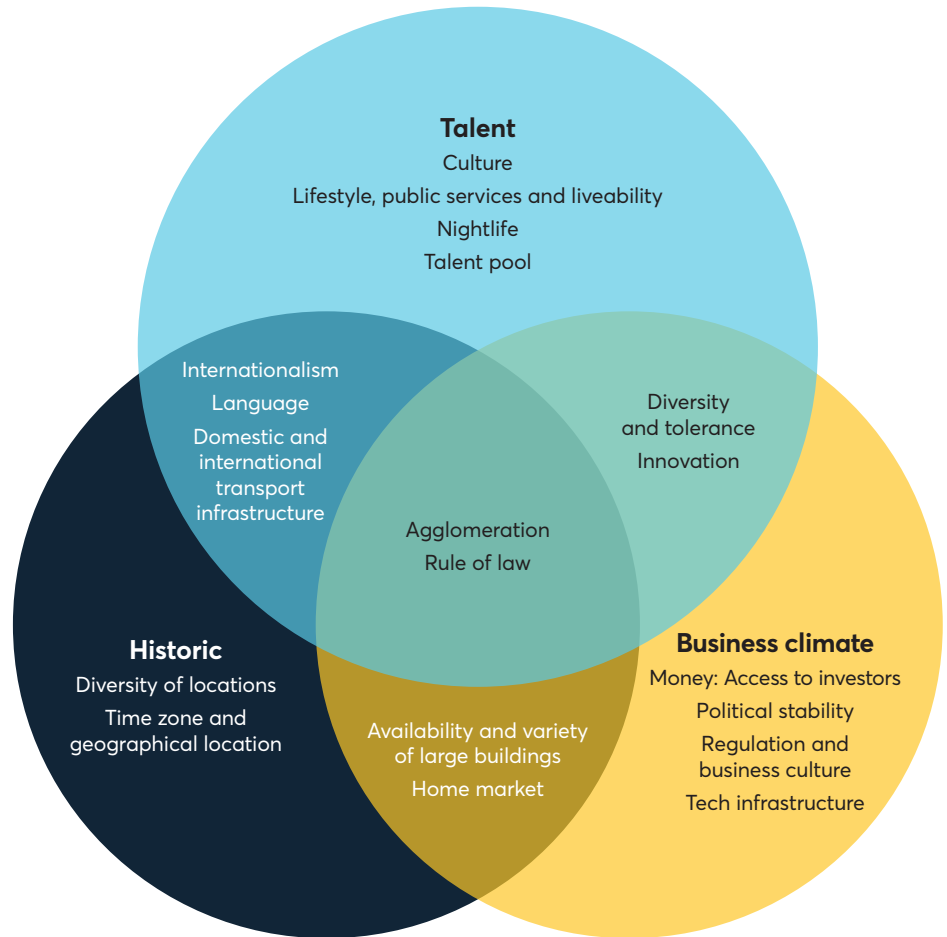 Talent
Culture
Lifestyle, public services and liveability
Nightlife
Talent pool
Internationalism
Language
Domestic and
international
transport
infrastructure
Diversity
and tolerance
Innovation
Agglomeration
Rule of law
Historic
Diversity of locations
Time zone and
geographical location
Business climate
Money: Access to investors
Political stability
Regulation and
business culture
Tech infrastructure
Availability and variety
of large buildings
Home market